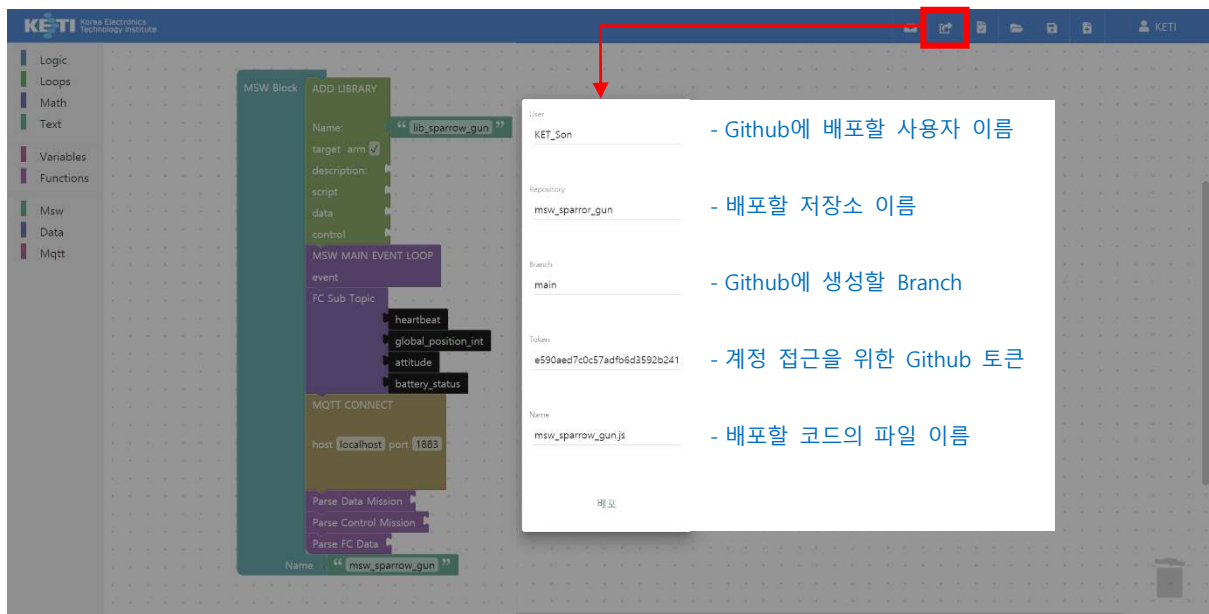 KETI Korea Electronics
Technology Institute
KETI
Logic
Loops
Math
Text
Variables
Functions
Msw
Data
Mqtt
MSW Block
ADD LIBRARY
Name: “ lib_sparrow_gun ”
target arm
description:
script
data
control
MSW MAIN EVENT LOOP
event
FC Sub Topic
heartbeat
global_position_int
attitude
battery_status
MQTT CONNECT
host localhost port 1883
Parse Data Mission
Parse Control Mission
Parse FC Data
Name “ msw_sparrow_gun ”
User
KET_Son
- Github에 배포할 사용자 이름
Repository
msw_sparror_gun
- 배포할 저장소 이름
Branch
main
- Github에 생성할 Branch
Token
e590aed7c0c57adfb6d3592b241
- 계정 접근을 위한 Github 토큰
Name
msw_sparrow_gun.js
- 배포할 코드의 파일 이름
배포